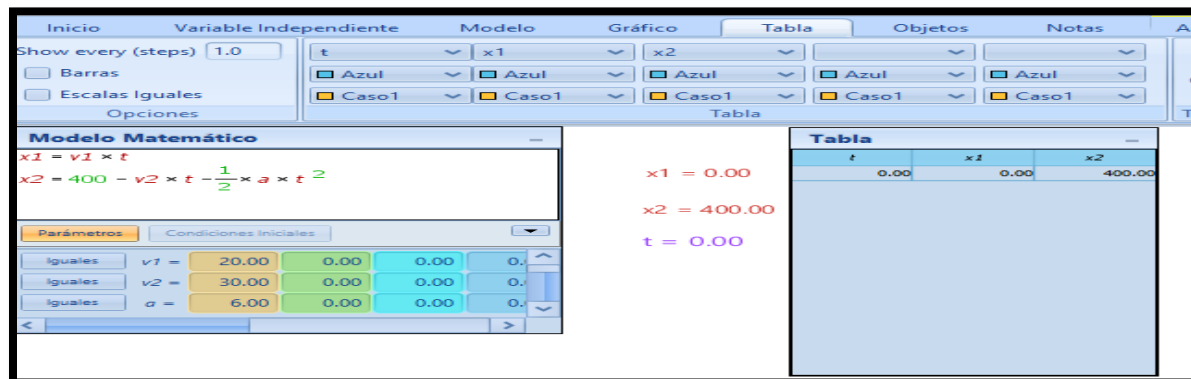 Inicio Variable Independiente Modelo Gráfico Tabla Objetos Notas A
Show every (steps) 1.0 t x1 x2
Barras Azul Azul Azul Azul Azul
Escalas Iguales Caso1 Caso1 Caso1 Caso1 Caso1
Opciones Tabla T
Modelo Matemático
x1 = v1 × t
x2 = 400 − v2 × t − 1/2 × a × t 2
Parámetros Condiciones Iniciales
Iguales v1 = 20.00 0.00 0.00 0.
Iguales v2 = 30.00 0.00 0.00 0.
Iguales a = 6.00 0.00 0.00 0.
x1 = 0.00
x2 = 400.00
t = 0.00
Tabla
t x1 x2
0.00 0.00 400.00